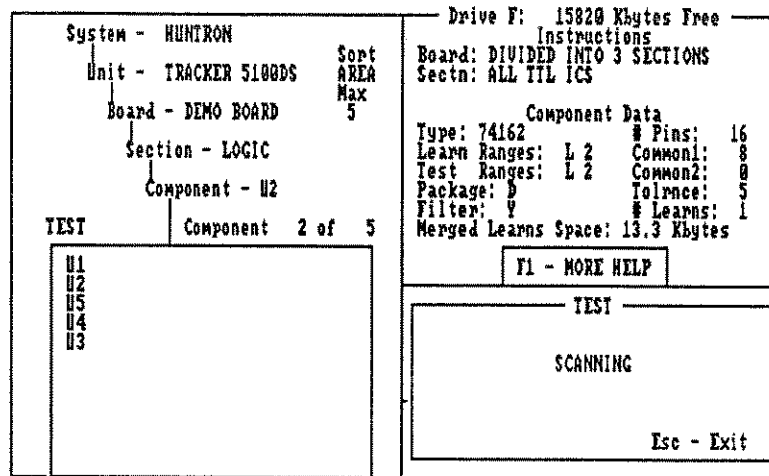 System - HUNTRON
Sort
Unit - TRACKER 5100DS AREA
Max
Board - DEMO BOARD 5
Section - LOGIC
Component - U2
TEST Component 2 of 5
U1
U2
U5
U4
U3
Drive F: 15820 Kbytes Free
Instructions
Board: DIVIDED INTO 3 SECTIONS
Sectn: ALL TTL ICS
Component Data
Type: 74162 # Pins: 16
Learn Ranges: L 2 Common1: 8
Test Ranges: L 2 Common2: 0
Package: D Tolrnce: 5
Filter: Y # Learns: 1
Merged Learns Space: 13.3 Kbytes
F1 - MORE HELP
TEST
SCANNING
Esc - Exit